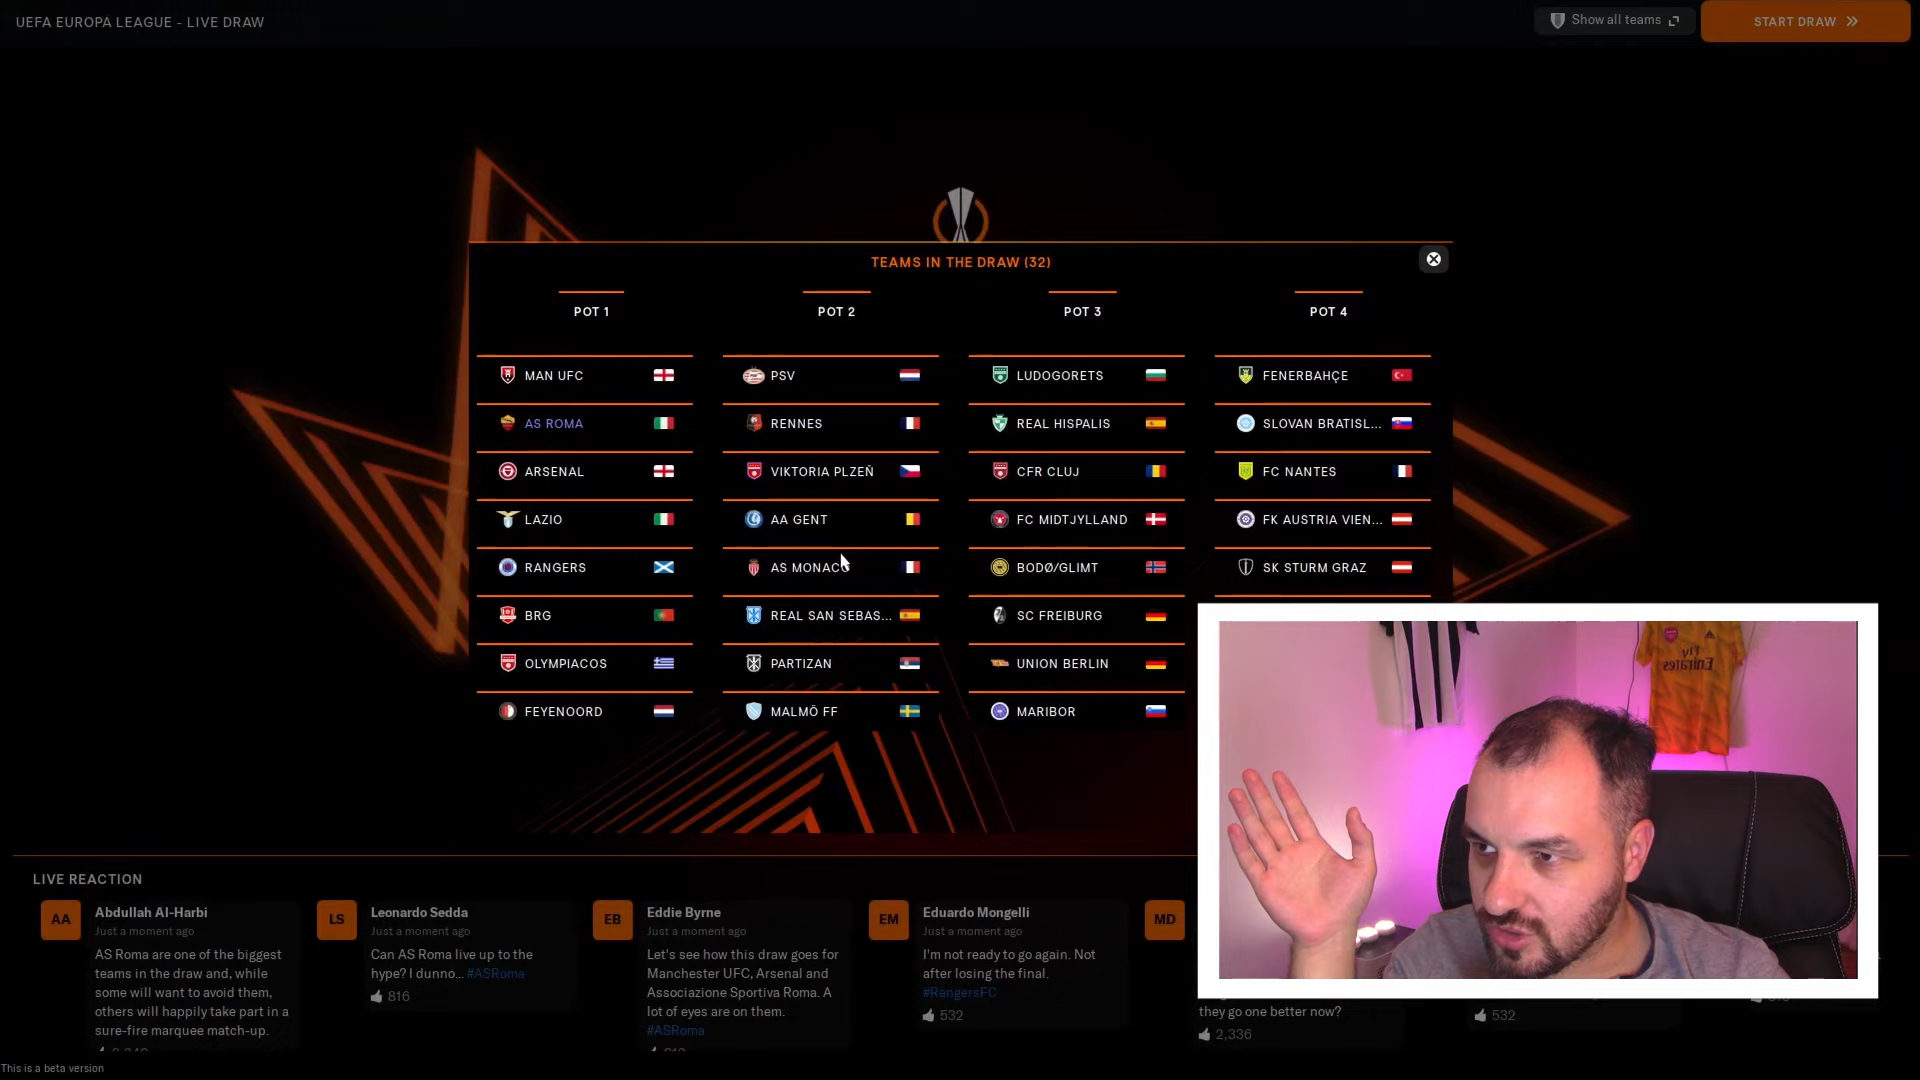 UEFA EUROPA LEAGUE - LIVE DRAW
Show all teams
START DRAW
TEAMS IN THE DRAW (32)
POT 1
MAN UFC
AS ROMA
ARSENAL
LAZIO
RANGERS
BRG
OLYMPIACOS
FEYENOORD
POT 2
PSV
RENNES
VIKTORIA PLZEŇ
AA GENT
AS MONACO
REAL SAN SEBAS...
PARTIZAN
MALMÖ FF
POT 3
LUDOGORETS
REAL HISPALIS
CFR CLUJ
FC MIDTJYLLAND
BODØ/GLIMT
SC FREIBURG
UNION BERLIN
MARIBOR
POT 4
FENERBAHÇE
SLOVAN BRATISL...
FC NANTES
FK AUSTRIA VIEN...
SK STURM GRAZ
Fly
Emirates
LIVE REACTION
AA
Abdullah Al-Harbi
Just a moment ago
AS Roma are one of the biggest
teams in the draw and, while
some will want to avoid them,
others will happily take part in a
sure-fire marquee match-up.
LS
Leonardo Sedda
Just a moment ago
Can AS Roma live up to the
hype? I dunno... #ASRoma
816
EB
Eddie Byrne
Just a moment ago
Let's see how this draw goes for
Manchester UFC, Arsenal and
Associazione Sportiva Roma. A
lot of eyes are on them.
#ASRoma
EM
Eduardo Mongelli
Just a moment ago
I'm not ready to go again. Not
after losing the final.
#RangersFC
532
MD
they go one better now?
2,336
532
This is a beta version